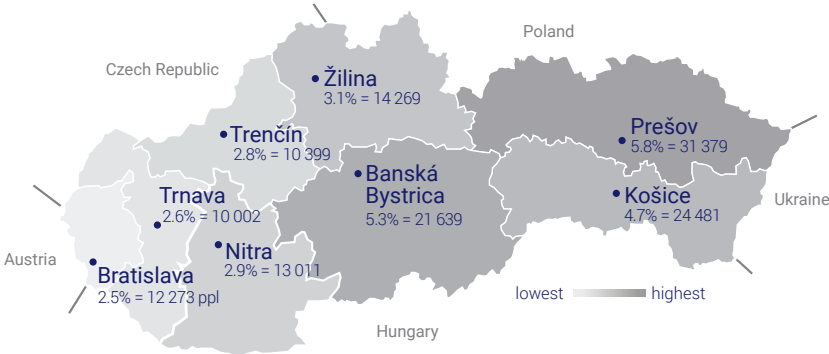 Poland
Czech Republic
Žilina
3.1% = 14 269
Prešov
5.8% = 31 379
Trenčín
2.8% = 10 399
Banská
Bystrica
5.3% = 21 639
Trnava
2.6% = 10 002
Košice
4.7% = 24 481
Ukraine
Nitra
2.9% = 13 011
Austria
Bratislava
2.5% = 12 273 ppl
lowest highest
Hungary